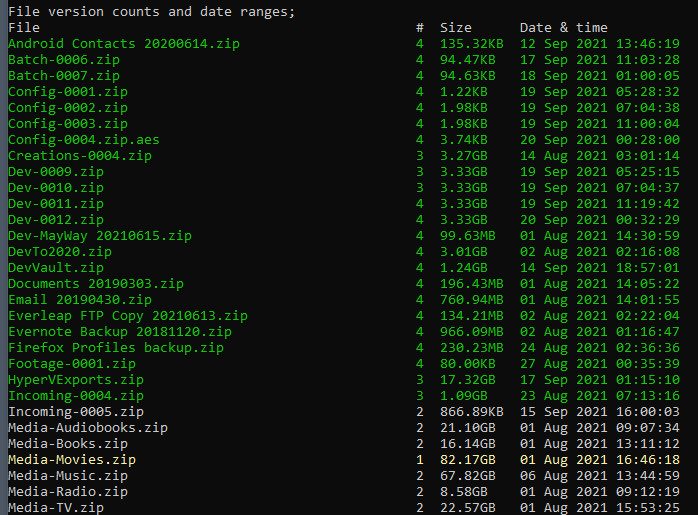 File version counts and date ranges;
File # Size Date & time
Android Contacts 20200614.zip 4 135.32KB 12 Sep 2021 13:46:19
Batch-0006.zip 4 94.47KB 17 Sep 2021 11:03:28
Batch-0007.zip 4 94.63KB 18 Sep 2021 01:00:05
Config-0001.zip 4 1.22KB 19 Sep 2021 05:28:32
Config-0002.zip 4 1.98KB 19 Sep 2021 07:04:38
Config-0003.zip 4 1.98KB 19 Sep 2021 11:00:04
Config-0004.zip.aes 4 3.74KB 20 Sep 2021 00:28:00
Creations-0004.zip 3 3.27GB 14 Aug 2021 03:01:14
Dev-0009.zip 3 3.33GB 19 Sep 2021 05:25:15
Dev-0010.zip 3 3.33GB 19 Sep 2021 07:04:37
Dev-0011.zip 4 3.33GB 19 Sep 2021 11:19:42
Dev-0012.zip 4 3.33GB 20 Sep 2021 00:32:29
Dev-MayWay 20210615.zip 4 99.63MB 01 Aug 2021 14:30:59
DevTo2020.zip 4 3.01GB 02 Aug 2021 02:16:08
DevVault.zip 4 1.24GB 14 Sep 2021 18:57:01
Documents 20190303.zip 4 196.43MB 01 Aug 2021 14:05:22
Email 20190430.zip 4 760.94MB 01 Aug 2021 14:01:55
Everleap FTP Copy 20210613.zip 4 134.21MB 02 Aug 2021 02:22:04
Evernote Backup 20181120.zip 4 966.09MB 02 Aug 2021 01:16:47
Firefox Profiles backup.zip 4 230.23MB 24 Aug 2021 02:36:36
Footage-0001.zip 4 80.00KB 27 Aug 2021 00:35:39
HyperVExports.zip 3 17.32GB 17 Sep 2021 01:15:10
Incoming-0004.zip 3 1.09GB 23 Aug 2021 07:13:16
Incoming-0005.zip 2 866.89KB 15 Sep 2021 16:00:03
Media-Audiobooks.zip 2 21.10GB 01 Aug 2021 09:07:34
Media-Books.zip 2 16.14GB 01 Aug 2021 13:11:12
Media-Movies.zip 1 82.17GB 01 Aug 2021 16:46:18
Media-Music.zip 2 67.82GB 06 Aug 2021 13:44:59
Media-Radio.zip 2 8.58GB 01 Aug 2021 09:12:19
Media-TV.zip 2 22.57GB 01 Aug 2021 15:53:25